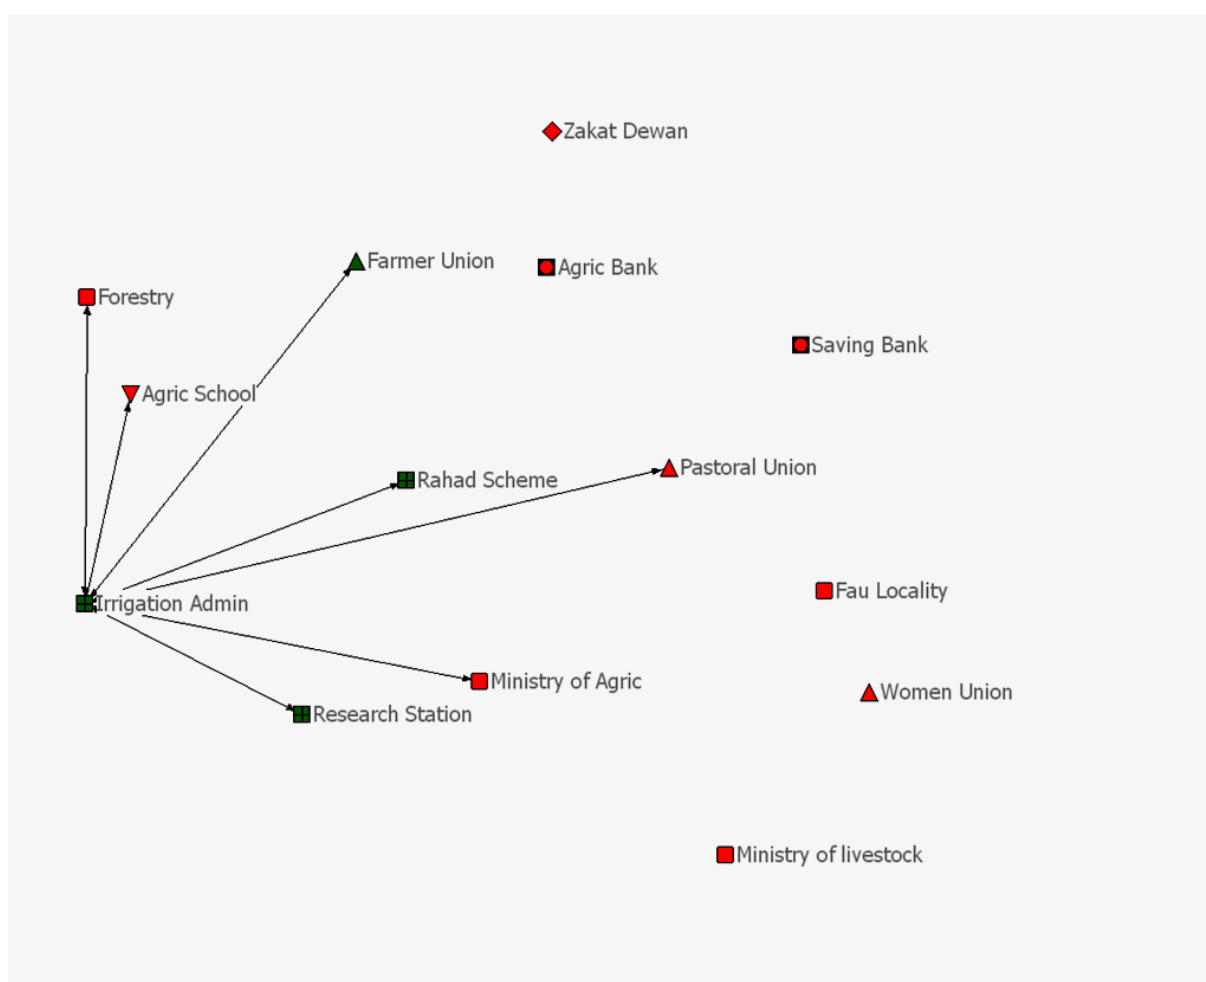 Zakat Dewan
Farmer Union
Agric Bank
Forestry
Saving Bank
Agric School
Pastoral Union
Rahad Scheme
Fau Locality
Irrigation Admin
Ministry of Agric
Women Union
Research Station
Ministry of livestock